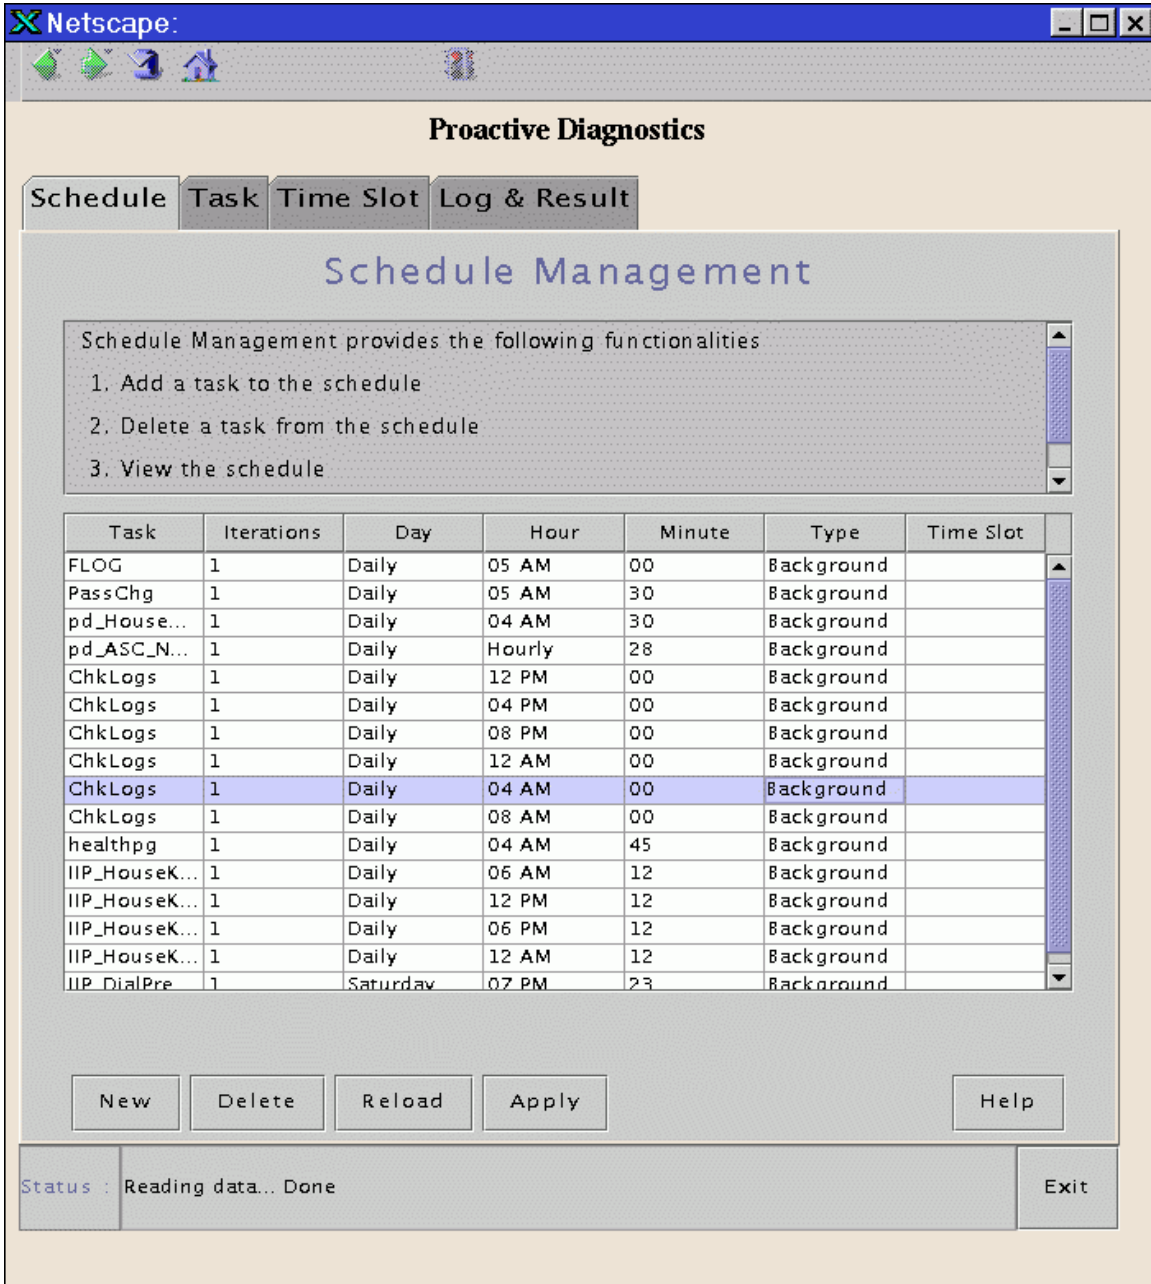 Netscape:
Proactive Diagnostics
Schedule Task Time Slot Log & Result
Schedule Management
Schedule Management provides the following functionalities
1. Add a task to the schedule
2. Delete a task from the schedule
3. View the schedule
Task Iterations Day Hour Minute Type Time Slot
FLOG 1 Daily 05 AM 00 Background
PassChg 1 Daily 05 AM 30 Background
pd_House... 1 Daily 04 AM 30 Background
pd_ASC_N... 1 Daily Hourly 28 Background
ChkLogs 1 Daily 12 PM 00 Background
ChkLogs 1 Daily 04 PM 00 Background
ChkLogs 1 Daily 08 PM 00 Background
ChkLogs 1 Daily 12 AM 00 Background
ChkLogs 1 Daily 04 AM 00 Background
ChkLogs 1 Daily 08 AM 00 Background
healthpg 1 Daily 04 AM 45 Background
IIP_HouseK... 1 Daily 06 AM 12 Background
IIP_HouseK... 1 Daily 12 PM 12 Background
IIP_HouseK... 1 Daily 06 PM 12 Background
IIP_HouseK... 1 Daily 12 AM 12 Background
IIP_DialPre 1 Saturday 07 PM 23 Background
New Delete Reload Apply Help
Status : Reading data... Done Exit